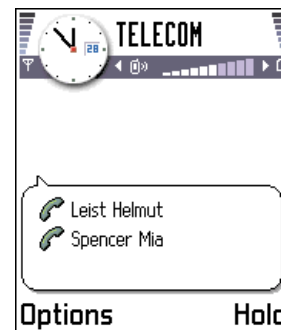 TELECOM
28
Leist Helmut
Spencer Mia
Options
Hold